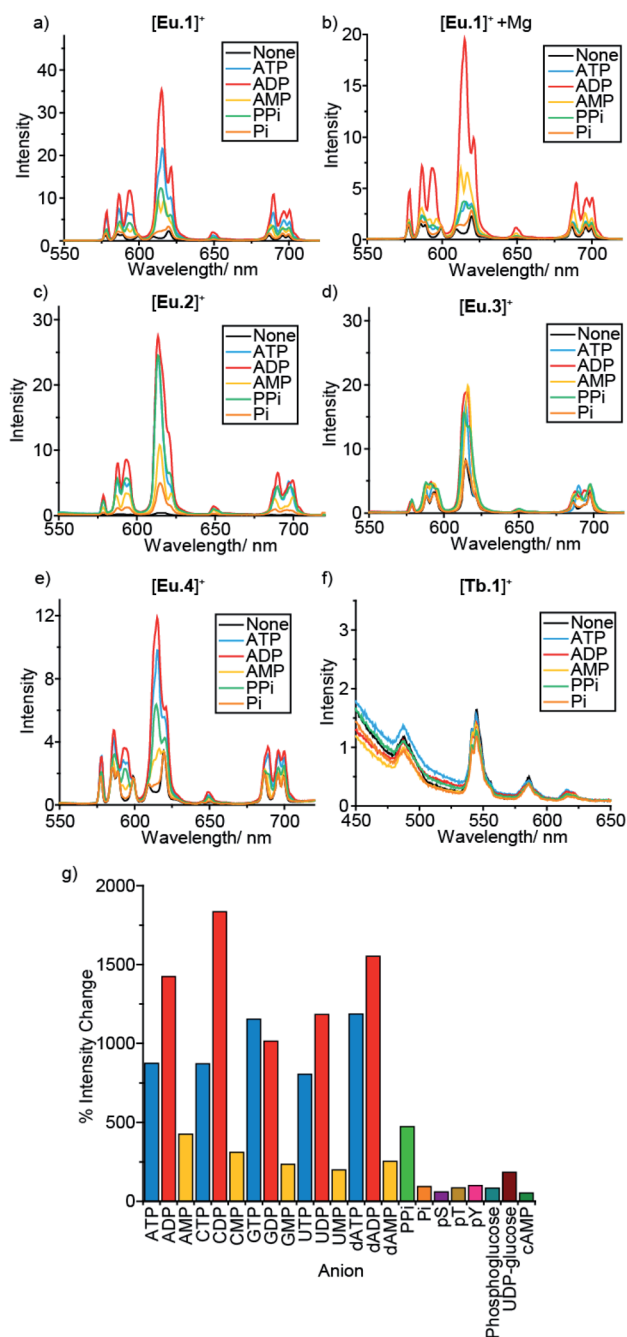 a) [Eu.1]⁺
Intensity
40
30
20
10
0
550 600 650 700
Wavelength/ nm
None
ATP
ADP
AMP
PPi
Pi
b) [Eu.1]⁺ +Mg
Intensity
20
15
10
5
0
550 600 650 700
Wavelength/ nm
None
ATP
ADP
AMP
PPi
Pi
c) [Eu.2]⁺
Intensity
30
20
10
0
550 600 650 700
Wavelength/ nm
None
ATP
ADP
AMP
PPi
Pi
d) [Eu.3]⁺
Intensity
30
20
10
0
550 600 650 700
Wavelength/ nm
None
ATP
ADP
AMP
PPi
Pi
e) [Eu.4]⁺
Intensity
12
8
4
0
550 600 650 700
Wavelength/ nm
None
ATP
ADP
AMP
PPi
Pi
f) [Tb.1]⁺
Intensity
3
2
1
0
450 500 550 600 650
Wavelength/ nm
None
ATP
ADP
AMP
PPi
Pi
g)
% Intensity Change
2000
1500
1000
500
0
ATP
ADP
AMP
CTP
CDP
CMP
GTP
GDP
GMP
UTP
UDP
UMP
dATP
dADP
dAMP
PPi
Pi
pS
pT
pY
Phosphoglucose
UDP-glucose
cAMP
Anion